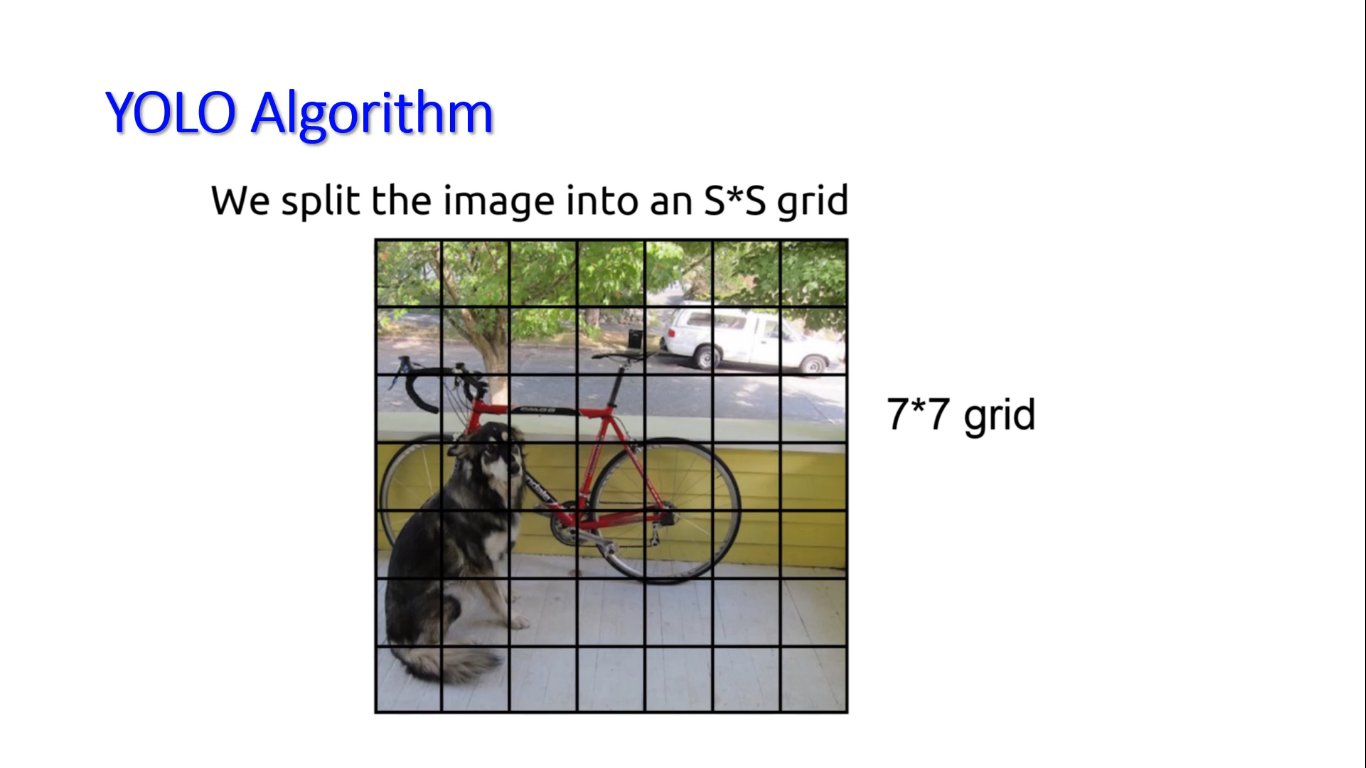 YOLO Algorithm
We split the image into an S*S grid
7*7 grid